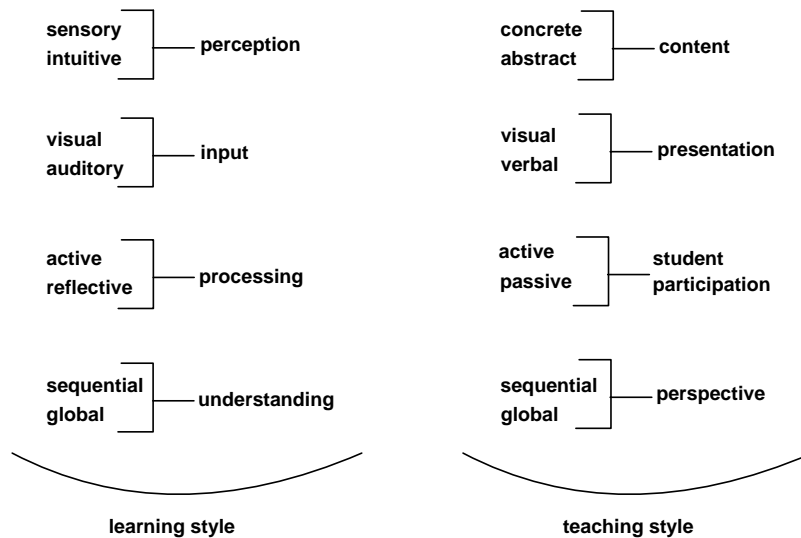 sensory
intuitive
perception
visual
auditory
input
active
reflective
processing
sequential
global
understanding
learning style
concrete
abstract
content
visual
verbal
presentation
active
passive
student
participation
sequential
global
perspective
teaching style